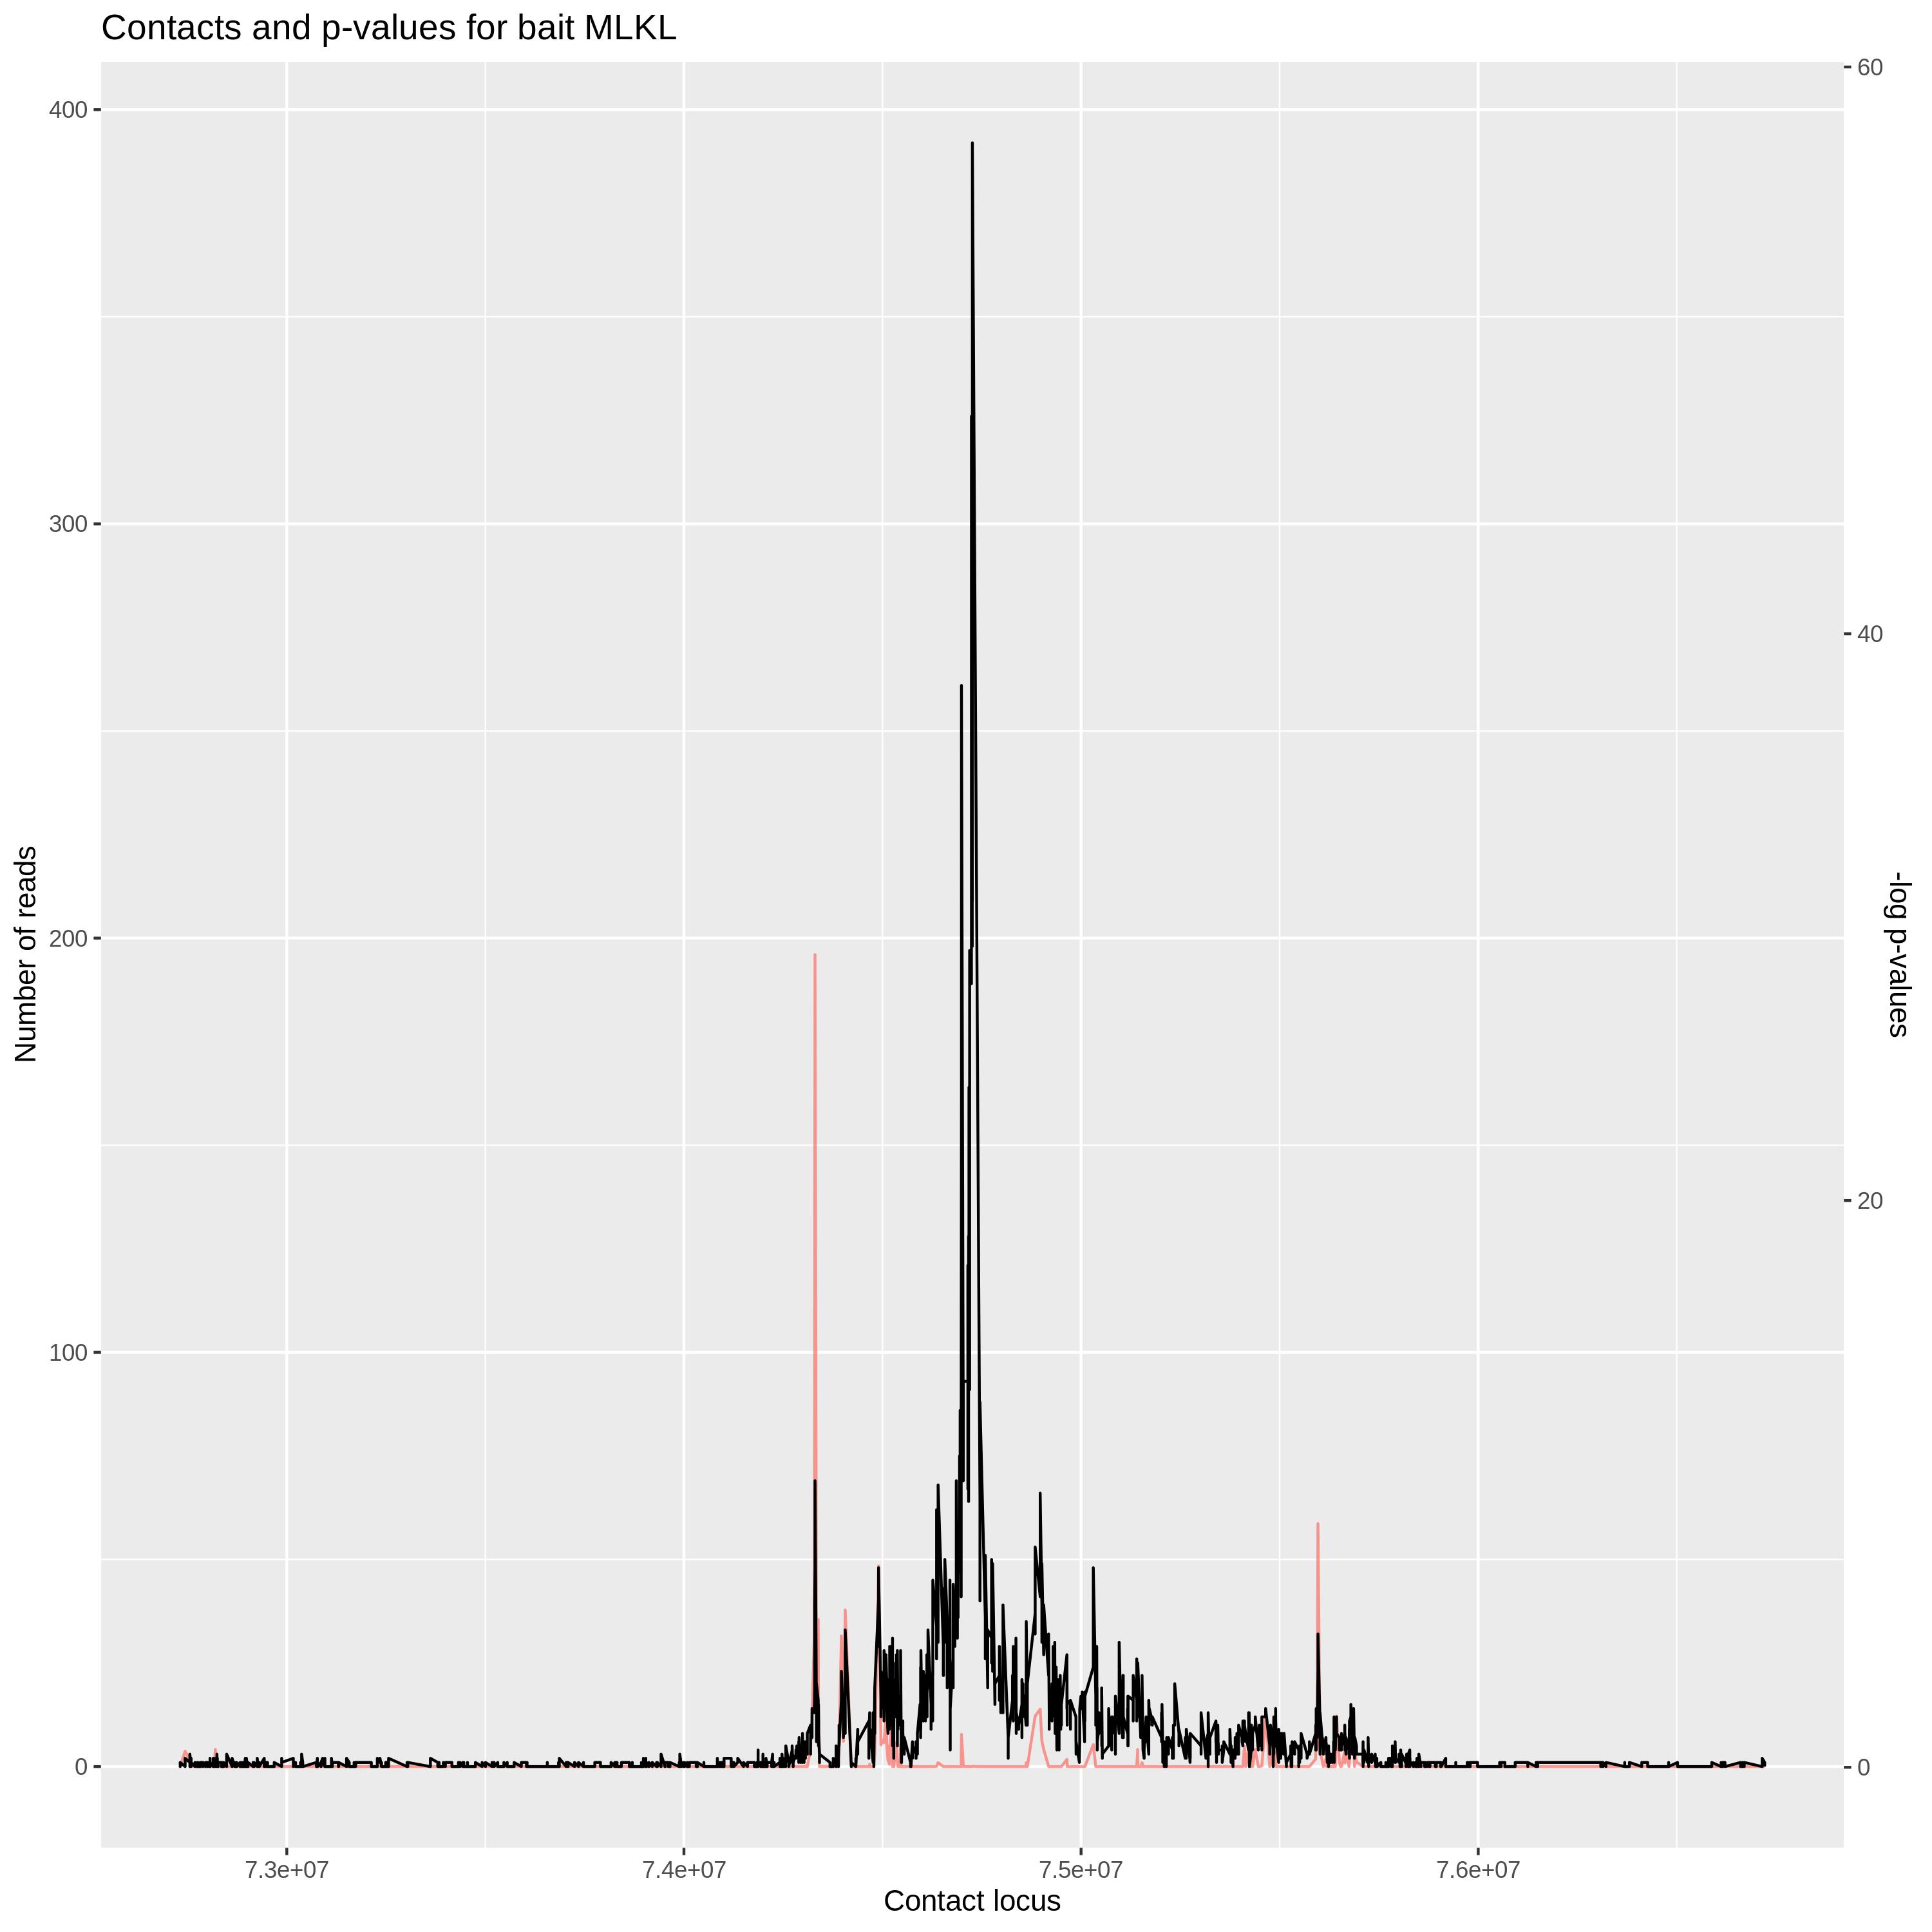 Contacts and p-values for bait MLKL
400
300
200
100
0
Number of reads
60
40
20
0
-log p-values
7.3e+07
7.4e+07
7.5e+07
7.6e+07
Contact locus